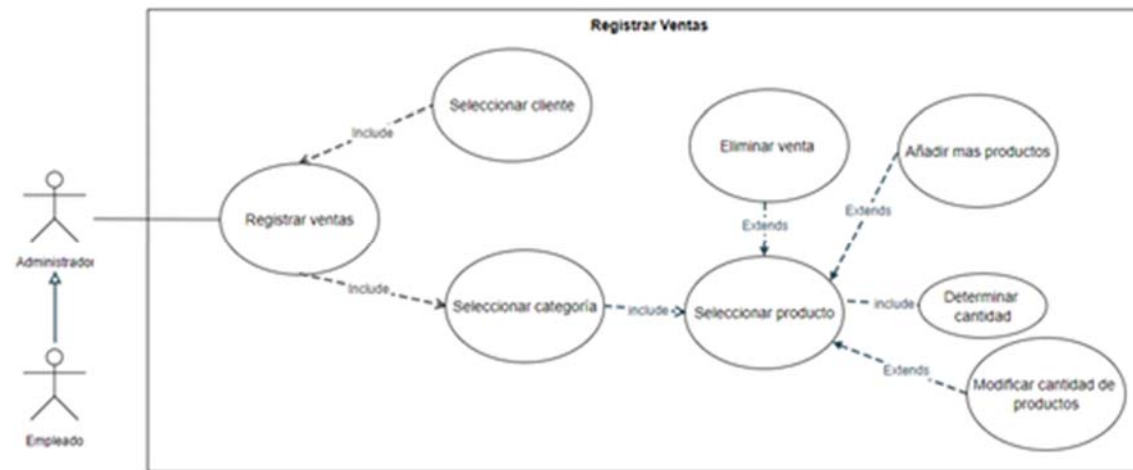 Registrar Ventas
Seleccionar cliente
Include
Eliminar venta
Añadir mas productos
Registrar ventas
Extends
Extends
Administrador
Include
Seleccionar categoría
include
Seleccionar producto
include
Determinar
cantidad
Extends
Modificar cantidad de
productos
Empleado